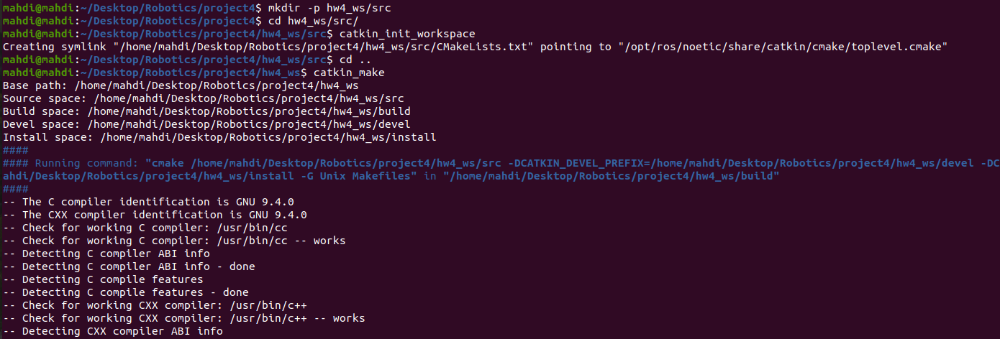 mahdi@mahdi:~/Desktop/Robotics/project4$ mkdir -p hw4_ws/src
mahdi@mahdi:~/Desktop/Robotics/project4$ cd hw4_ws/src/
mahdi@mahdi:~/Desktop/Robotics/project4/hw4_ws/src$ catkin_init_workspace
Creating symlink "/home/mahdi/Desktop/Robotics/project4/hw4_ws/src/CMakeLists.txt" pointing to "/opt/ros/noetic/share/catkin/cmake/toplevel.cmake"
mahdi@mahdi:~/Desktop/Robotics/project4/hw4_ws/src$ cd ..
mahdi@mahdi:~/Desktop/Robotics/project4/hw4_ws$ catkin_make
Base path: /home/mahdi/Desktop/Robotics/project4/hw4_ws
Source space: /home/mahdi/Desktop/Robotics/project4/hw4_ws/src
Build space: /home/mahdi/Desktop/Robotics/project4/hw4_ws/build
Devel space: /home/mahdi/Desktop/Robotics/project4/hw4_ws/devel
Install space: /home/mahdi/Desktop/Robotics/project4/hw4_ws/install
####
#### Running command: "cmake /home/mahdi/Desktop/Robotics/project4/hw4_ws/src -DCATKIN_DEVEL_PREFIX=/home/mahdi/Desktop/Robotics/project4/hw4_ws/devel -DC
ahdi/Desktop/Robotics/project4/hw4_ws/install -G Unix Makefiles" in "/home/mahdi/Desktop/Robotics/project4/hw4_ws/build"
####
-- The C compiler identification is GNU 9.4.0
-- The CXX compiler identification is GNU 9.4.0
-- Check for working C compiler: /usr/bin/cc
-- Check for working C compiler: /usr/bin/cc -- works
-- Detecting C compiler ABI info
-- Detecting C compiler ABI info - done
-- Detecting C compile features
-- Detecting C compile features - done
-- Check for working CXX compiler: /usr/bin/c++
-- Check for working CXX compiler: /usr/bin/c++ -- works
-- Detecting CXX compiler ABI info